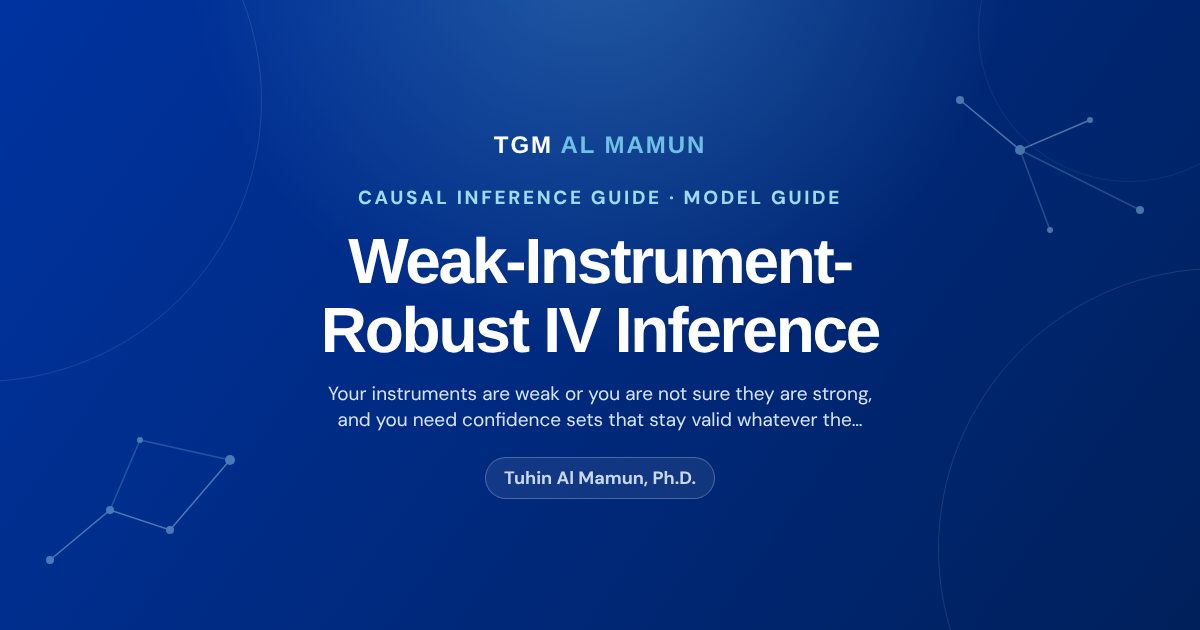 TGM AL MAMUN
CAUSAL INFERENCE GUIDE · MODEL GUIDE
Weak-Instrument-
Robust IV Inference
Your instruments are weak or you are not sure they are strong,
and you need confidence sets that stay valid whatever the…
Tuhin Al Mamun, Ph.D.